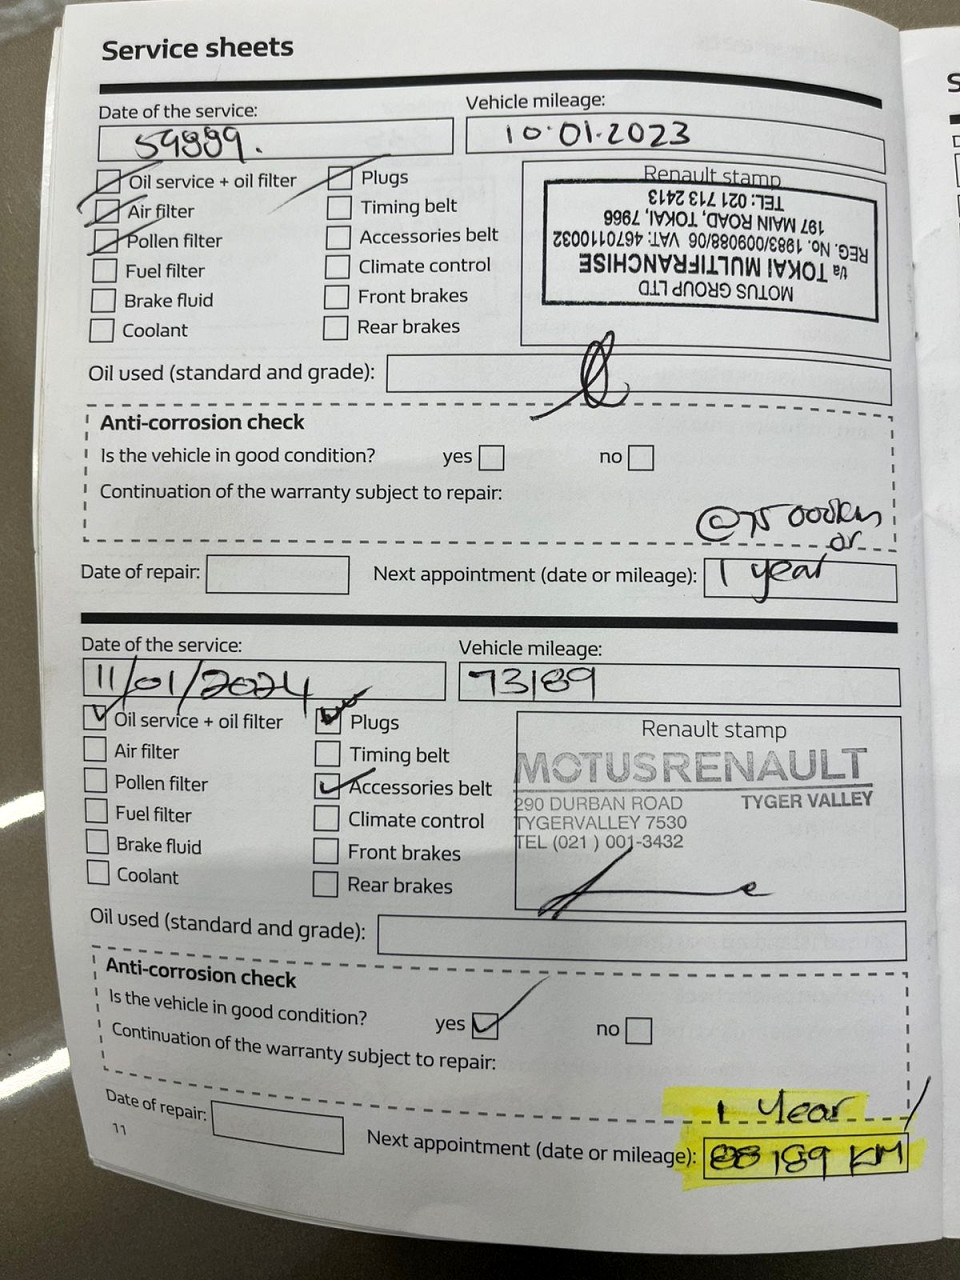 Service sheets
Date of the service:
Vehicle mileage:
59889.
10.01.2023
Oil service + oil filter
Air filter
Pollen filter
Fuel filter
Brake fluid
Coolant
Plugs
Timing belt
Accessories belt
Climate control
Front brakes
Rear brakes
Renault stamp
MOTUS GROUP LTD
t/a TOKAI MULTIFRANCHISE
REG. No. 1983/009088/06 VAT: 4670110032
197 MAIN ROAD, TOKAI, 7966
TEL: 021 713 2413
Oil used (standard and grade):
Anti-corrosion check
Is the vehicle in good condition?
yes
no
Continuation of the warranty subject to repair:
@75 000km
or
Date of repair:
Next appointment (date or mileage):
1 year
Date of the service:
Vehicle mileage:
11/01/2024
73189
Oil service + oil filter
Air filter
Pollen filter
Fuel filter
Brake fluid
Coolant
Plugs
Timing belt
Accessories belt
Climate control
Front brakes
Rear brakes
Renault stamp
MOTUS RENAULT
290 DURBAN ROAD TYGER VALLEY
TYGERVALLEY 7530
TEL (021 ) 001-3432
Oil used (standard and grade):
Anti-corrosion check
Is the vehicle in good condition?
yes
no
Continuation of the warranty subject to repair:
1 Year
Date of repair:
Next appointment (date or mileage):
88 189 KM
11